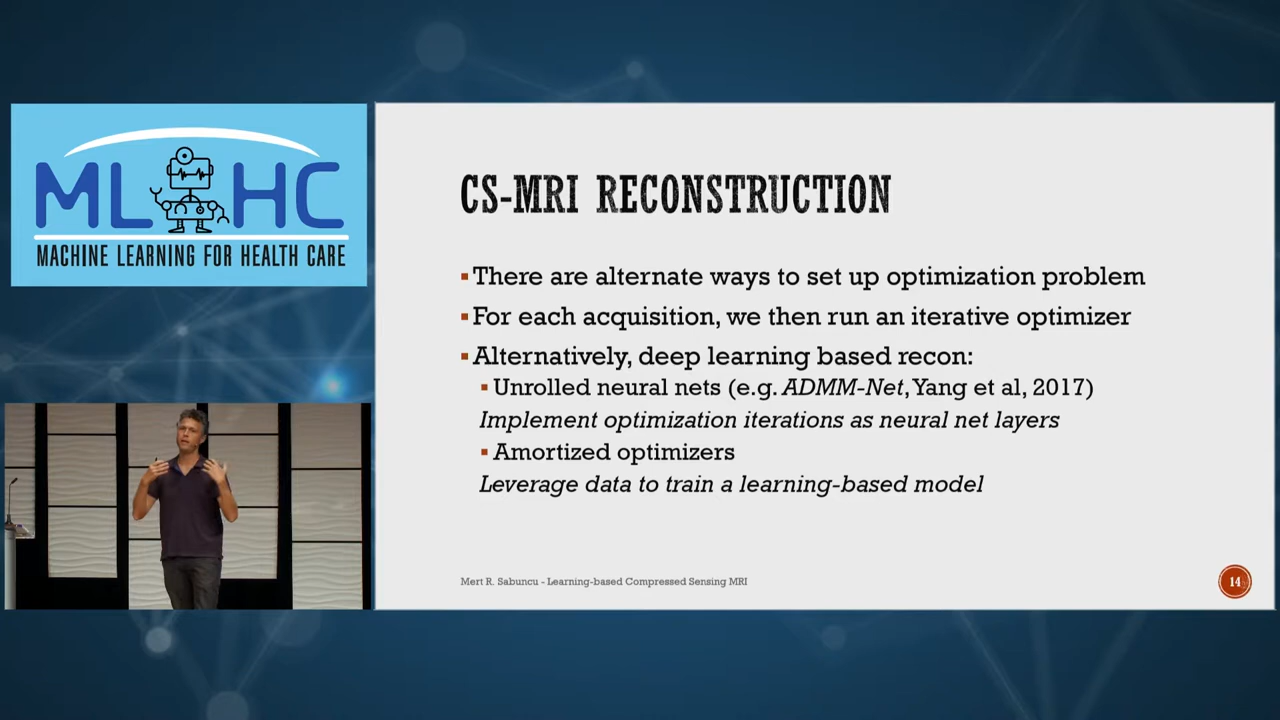 ML HC
MACHINE LEARNING FOR HEALTH CARE
CS-MRI RECONSTRUCTION
▪There are alternate ways to set up optimization problem
▪For each acquisition, we then run an iterative optimizer
▪Alternatively, deep learning based recon:
▪Unrolled neural nets (e.g. ADMM-Net, Yang et al, 2017)
Implement optimization iterations as neural net layers
▪Amortized optimizers
Leverage data to train a learning-based model
Mert R. Sabuncu - Learning-based Compressed Sensing MRI
14